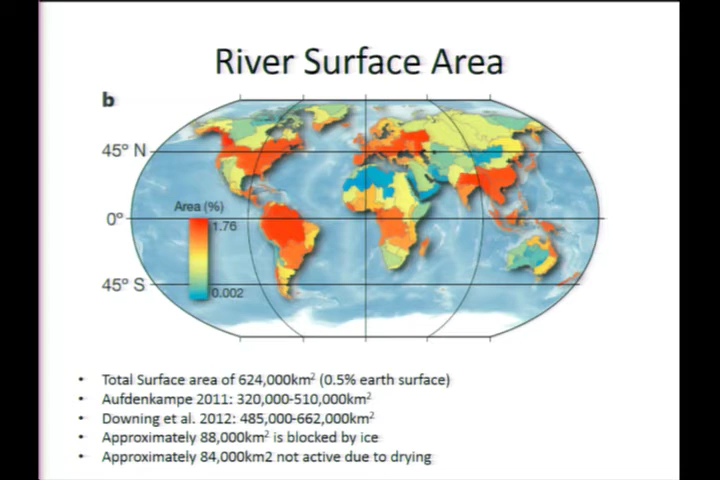 River Surface Area
b
45° N
Area (%)
1.76
0°
45° S
0.002
• Total Surface area of 624,000km² (0.5% earth surface)
• Aufdenkampe 2011: 320,000-510,000km²
• Downing et al. 2012: 485,000-662,000km²
• Approximately 88,000km² is blocked by ice
• Approximately 84,000km2 not active due to drying